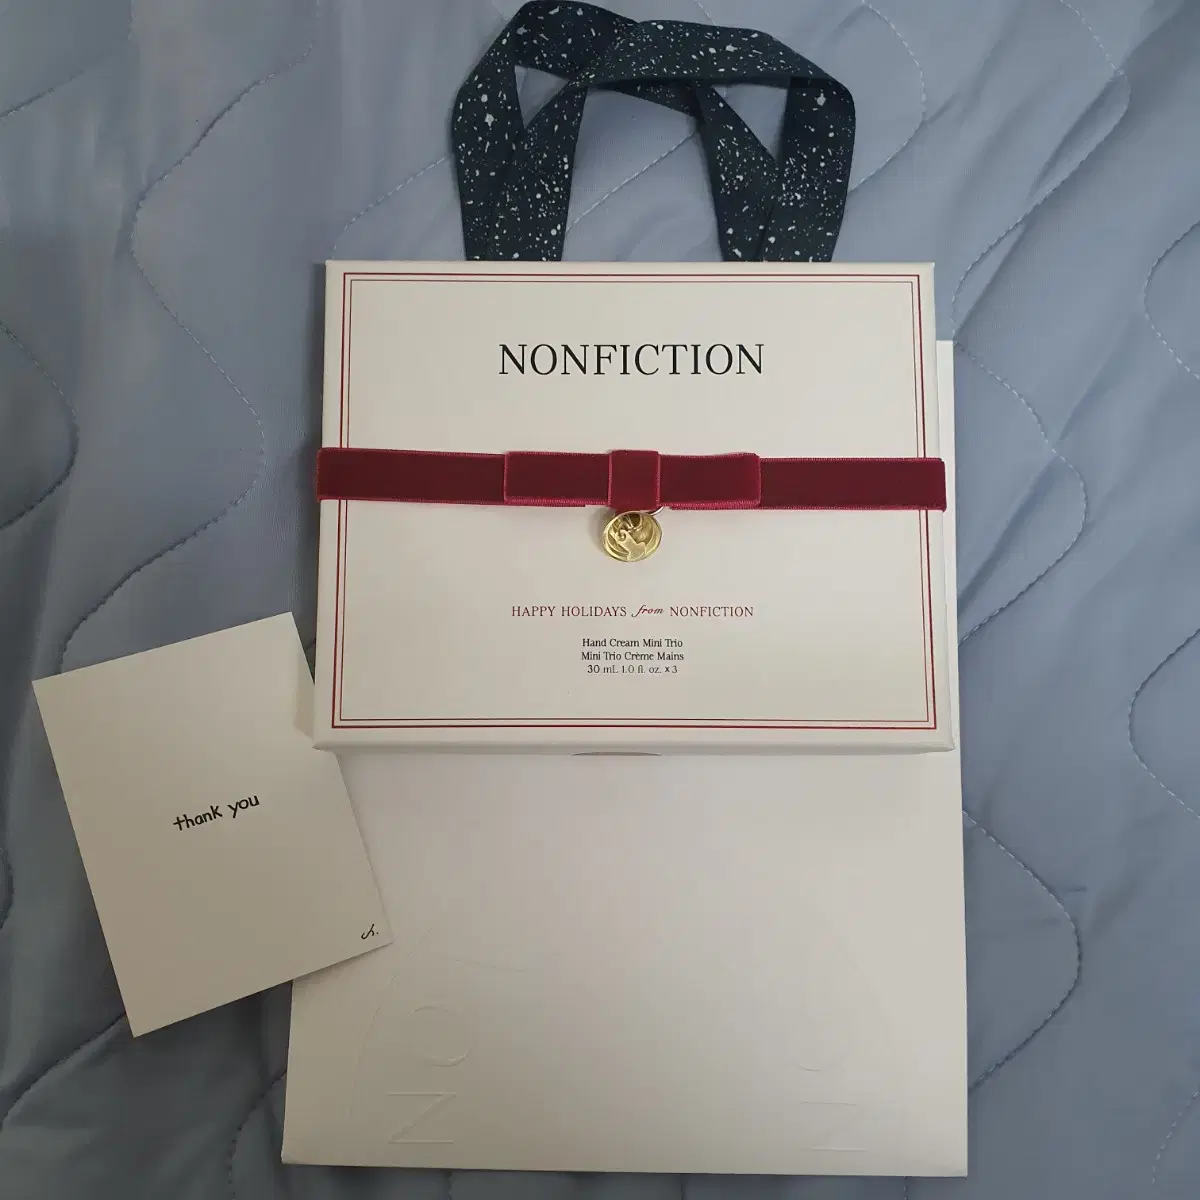 NONFICTION
HAPPY HOLIDAYS from NONFICTION
Hand Cream Mini Trio
Mini Trio Crème Mains
30 mL 1.0 fl. oz. x 3
thank you